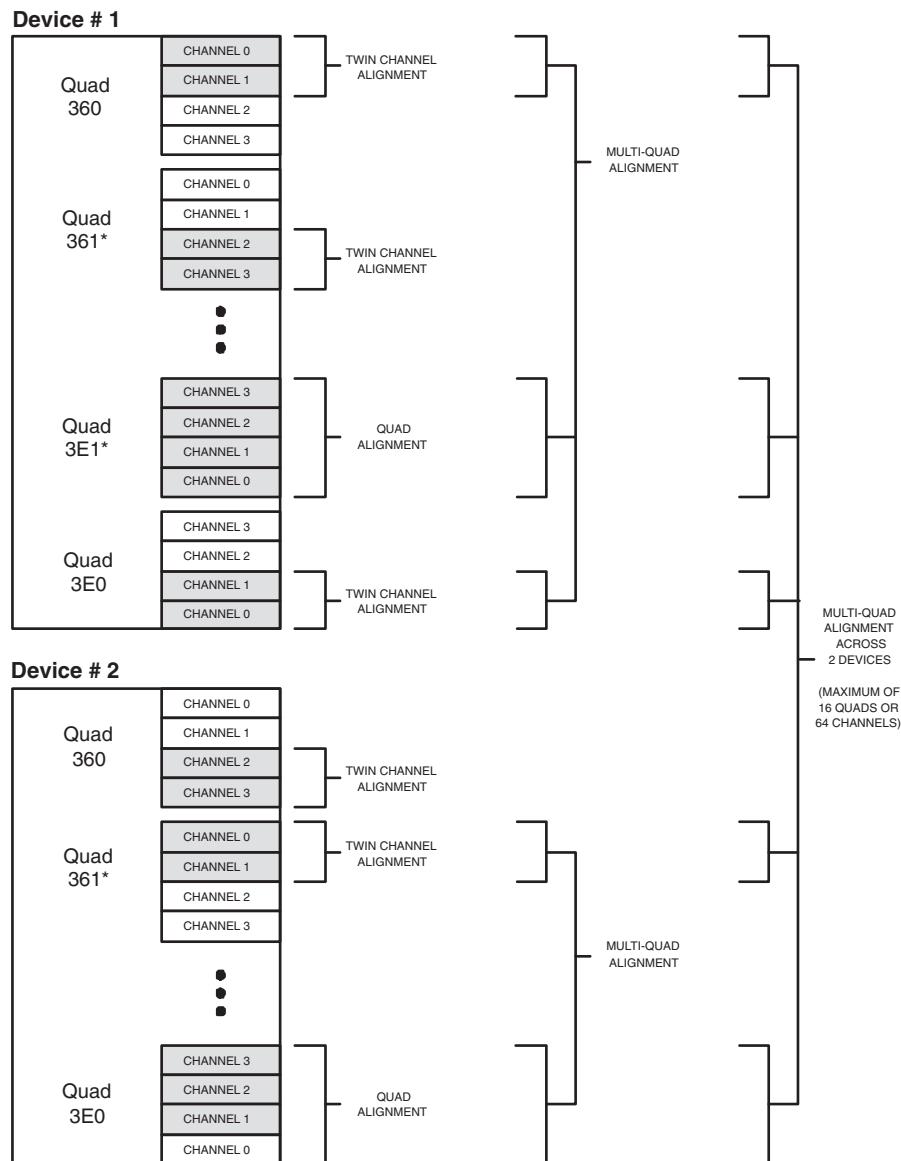 Device # 1
Quad
360
CHANNEL 0
CHANNEL 1
CHANNEL 2
CHANNEL 3
TWIN CHANNEL
ALIGNMENT
MULTI-QUAD
ALIGNMENT
Quad
361*
CHANNEL 0
CHANNEL 1
CHANNEL 2
CHANNEL 3
TWIN CHANNEL
ALIGNMENT
Quad
3E1*
CHANNEL 3
CHANNEL 2
CHANNEL 1
CHANNEL 0
QUAD
ALIGNMENT
Quad
3E0
CHANNEL 3
CHANNEL 2
CHANNEL 1
CHANNEL 0
TWIN CHANNEL
ALIGNMENT
MULTI-QUAD
ALIGNMENT
ACROSS
2 DEVICES
(MAXIMUM OF
16 QUADS OR
64 CHANNELS)
Device # 2
Quad
360
CHANNEL 0
CHANNEL 1
CHANNEL 2
CHANNEL 3
TWIN CHANNEL
ALIGNMENT
Quad
361*
CHANNEL 0
CHANNEL 1
CHANNEL 2
CHANNEL 3
TWIN CHANNEL
ALIGNMENT
MULTI-QUAD
ALIGNMENT
Quad
3E0
CHANNEL 3
CHANNEL 2
CHANNEL 1
CHANNEL 0
QUAD
ALIGNMENT